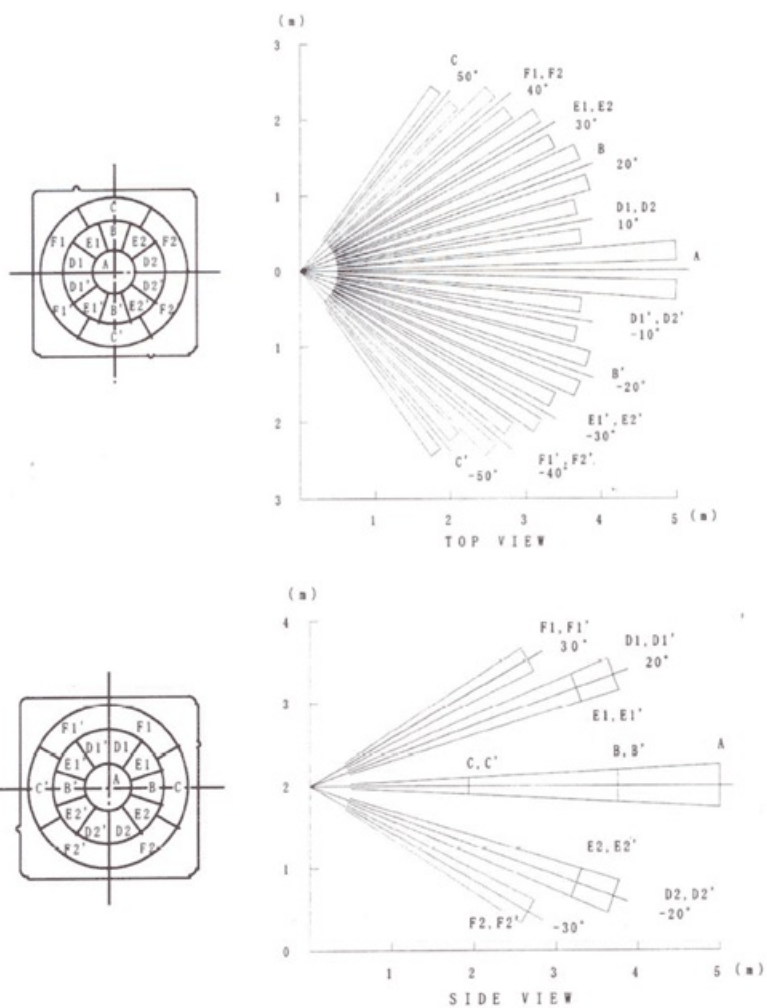 (m)
3
C
50°
F1,F2
40°
E1,E2
30°
2
B
20°
1
D1,D2
10°
A
0
D1',D2'
-10°
1
B'
-20°
E1',E2'
-30°
2
F1',F2'
-40°
C'
-50°
3
1 2 3 4 5 (m)
TOP VIEW
C
F1 B F2
E1 E2
D1 A D2
D1' D2'
E1' B' E2'
F1' F2'
C'
(m)
4
F1,F1'
30°
D1,D1'
20°
3
E1,E1'
C,C'
B,B'
A
2
E2,E2'
1
D2,D2'
-20°
F2,F2'
-30°
0
1 2 3 4 5 (m)
SIDE VIEW
F1' F1
D1' D1
E1' E1
C' B' A B C
E2' E2
D2' D2
F2' F2